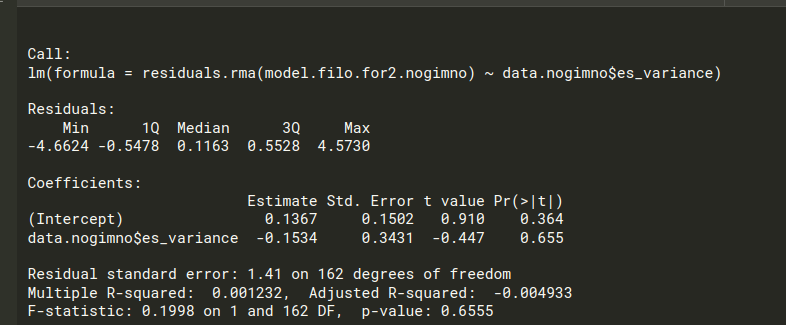 Call:
lm(formula = residuals.rma(model.filo.for2.nogimno) ~ data.nogimno$es_variance)
Residuals:
Min 1Q Median 3Q Max
-4.6624 -0.5478 0.1163 0.5528 4.5730
Coefficients:
Estimate Std. Error t value Pr(>|t|)
(Intercept) 0.1367 0.1502 0.910 0.364
data.nogimno$es_variance -0.1534 0.3431 -0.447 0.655
Residual standard error: 1.41 on 162 degrees of freedom
Multiple R-squared: 0.001232, Adjusted R-squared: -0.004933
F-statistic: 0.1998 on 1 and 162 DF, p-value: 0.6555